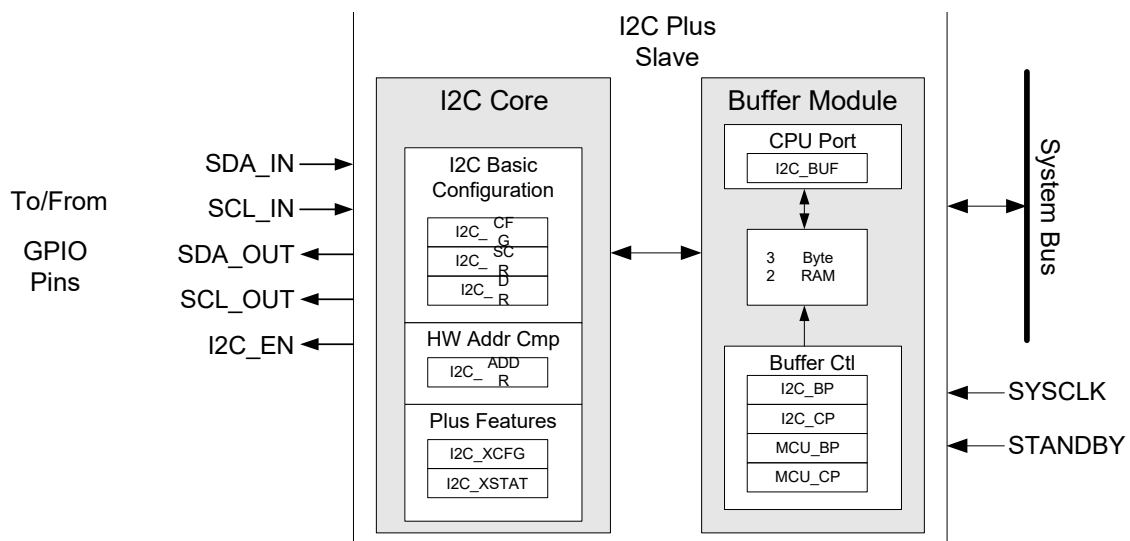 I2C Plus
Slave
To/From
GPIO
Pins
SDA_IN
SCL_IN
SDA_OUT
SCL_OUT
I2C_EN
I2C Core
I2C Basic
Configuration
I2C_ CF
G
I2C_ SC
R
I2C_ D
R
HW Addr Cmp
I2C_ ADD
R
Plus Features
I2C_XCFG
I2C_XSTAT
Buffer Module
CPU Port
I2C_BUF
3 Byte
2 RAM
Buffer Ctl
I2C_BP
I2C_CP
MCU_BP
MCU_CP
System Bus
SYSCLK
STANDBY